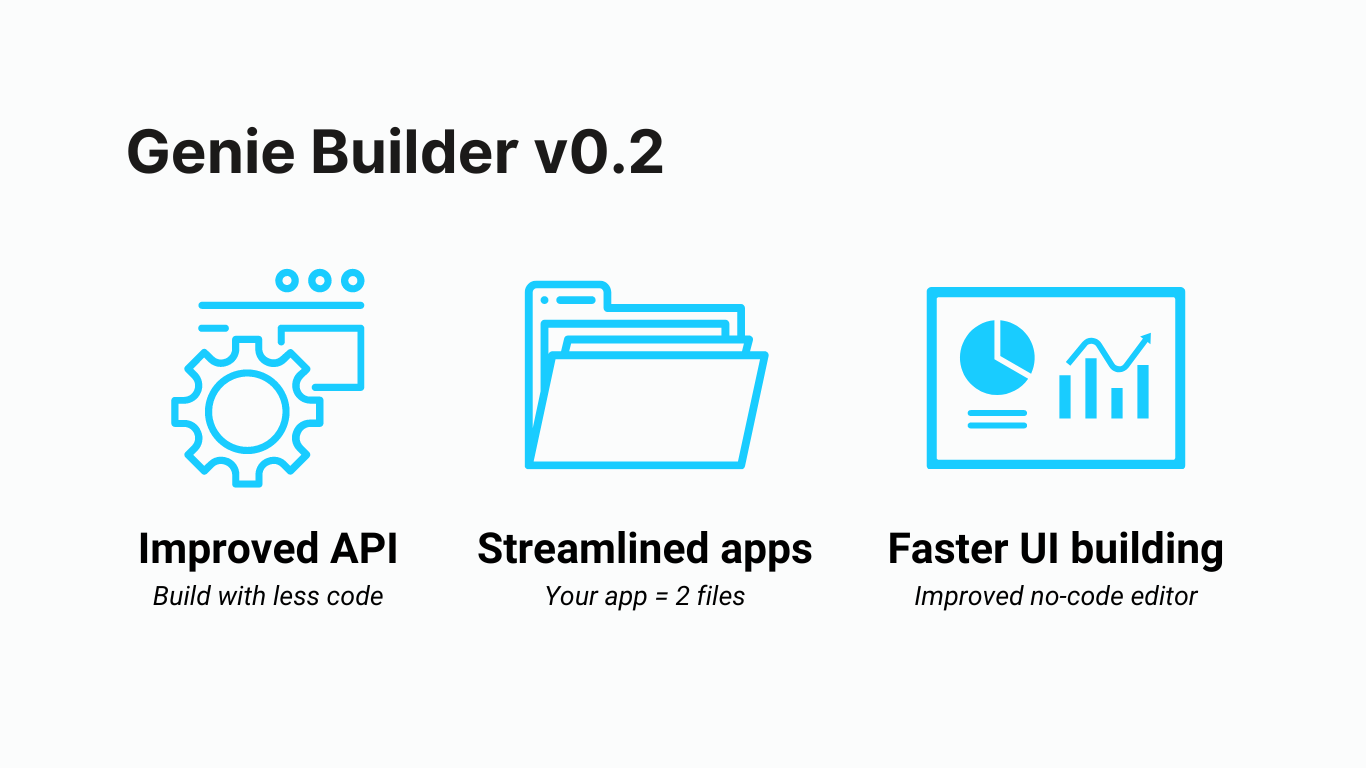 Genie Builder v0.2
Improved API
Build with less code
Streamlined apps
Your app = 2 files
Faster UI building
Improved no-code editor